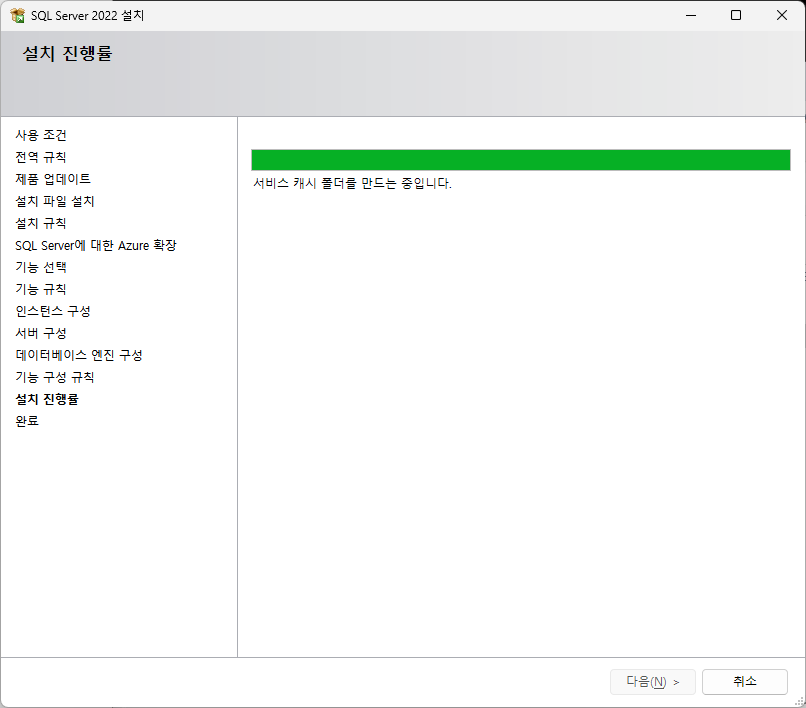 SQL Server 2022 설치
설치 진행률
사용 조건
전역 규칙
제품 업데이트
설치 파일 설치
설치 규칙
SQL Server에 대한 Azure 확장
기능 선택
기능 규칙
인스턴스 구성
서버 구성
데이터베이스 엔진 구성
기능 구성 규칙
설치 진행률
완료
서비스 캐시 폴더를 만드는 중입니다.
다음(N) >
취소